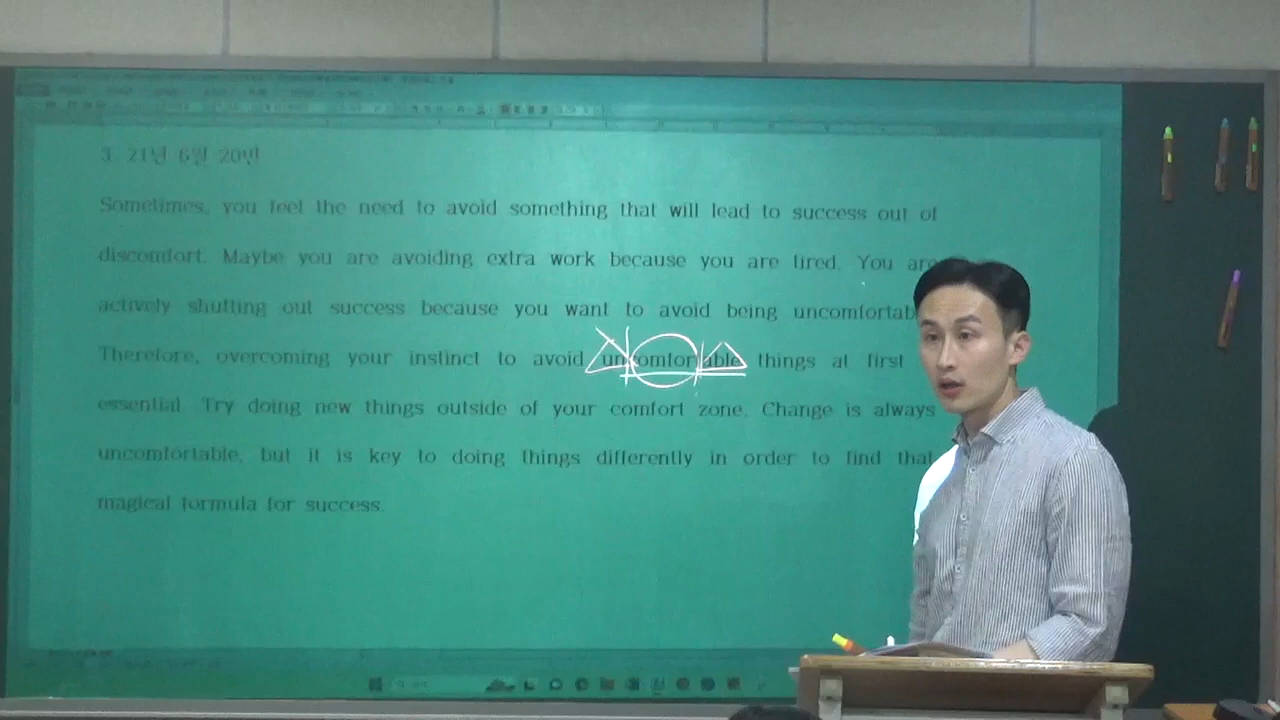 3. 21년 6월 20번
Sometimes, you feel the need to avoid something that will lead to success out of
discomfort. Maybe you are avoiding extra work because you are tired. You are
actively shutting out success because you want to avoid being uncomfortab
Therefore, overcoming your instinct to avoid uncomfortable things at first
essential. Try doing new things outside of your comfort zone. Change is always
uncomfortable, but it is key to doing things differently in order to find that
magical formula for success.